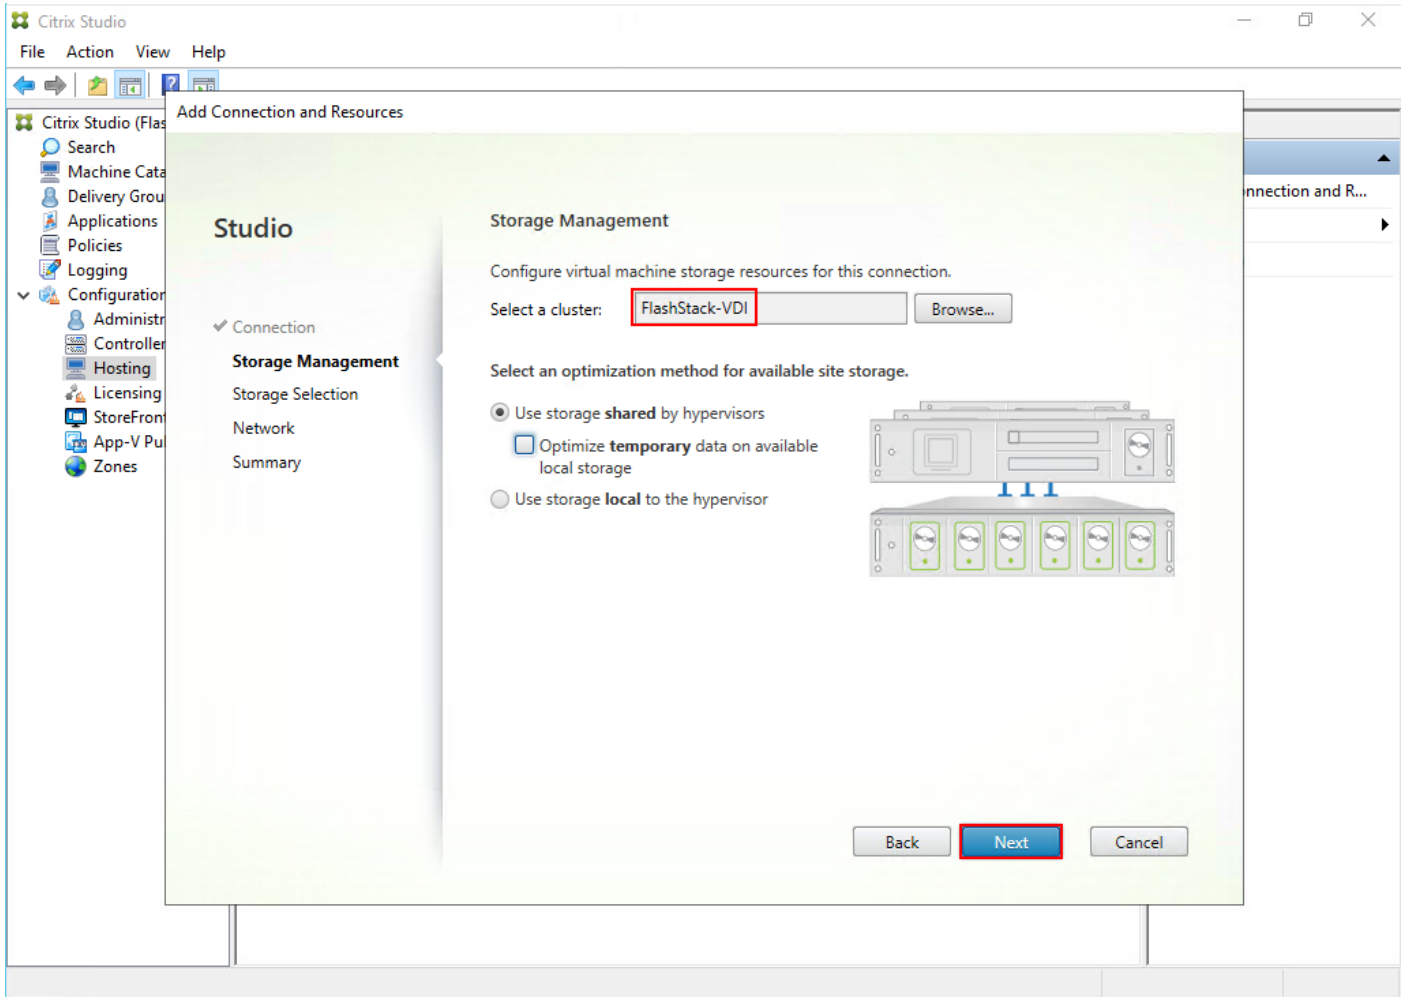 Citrix Studio
File Action View Help
Add Connection and Resources
Citrix Studio (Flas
Search
Machine Cata
Delivery Grou
Applications
Policies
Logging
Configuration
Administr
Controller
Hosting
Licensing
StoreFront
App-V Pul
Zones
Studio
Connection
Storage Management
Storage Selection
Network
Summary
Storage Management
Configure virtual machine storage resources for this connection.
Select a cluster: FlashStack-VDI Browse...
Select an optimization method for available site storage.
Use storage shared by hypervisors
Optimize temporary data on available
local storage
Use storage local to the hypervisor
Back Next Cancel
nnection and R...